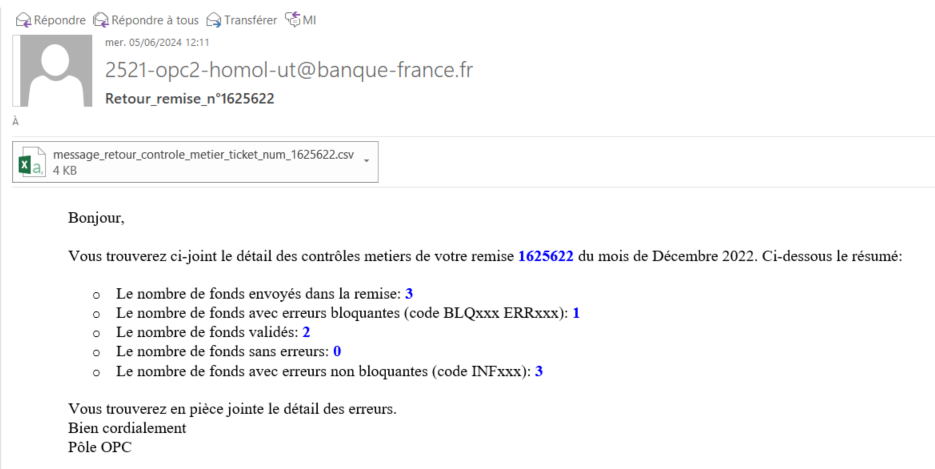 Répondre Répondre à tous Transférer MI
mer. 05/06/2024 12:11
2521-opc2-homol-ut@banque-france.fr
Retour_remise_n°1625622
À
message_retour_controle_metier_ticket_num_1625622.csv
4 KB
Bonjour,
Vous trouverez ci-joint le détail des contrôles metiers de votre remise 1625622 du mois de Décembre 2022. Ci-dessous le résumé:
o Le nombre de fonds envoyés dans la remise: 3
o Le nombre de fonds avec erreurs bloquantes (code BLQxxx ERRxxx): 1
o Le nombre de fonds validés: 2
o Le nombre de fonds sans erreurs: 0
o Le nombre de fonds avec erreurs non bloquantes (code INFxxx): 3
Vous trouverez en pièce jointe le détail des erreurs.
Bien cordialement
Pôle OPC